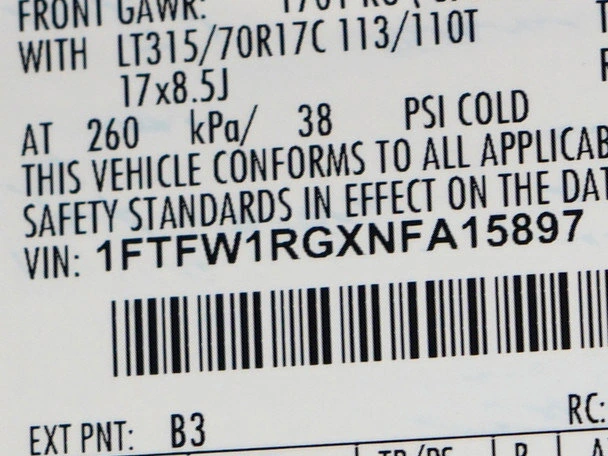 FRONT GAWR:
WITH LT315/70R17C 113/110T
17x8.5J
AT 260 kPa/ 38 PSI COLD
THIS VEHICLE CONFORMS TO ALL APPLICAB
SAFETY STANDARDS IN EFFECT ON THE DAT
VIN: 1FTFW1RGXNFA15897
EXT PNT: B3 RC: